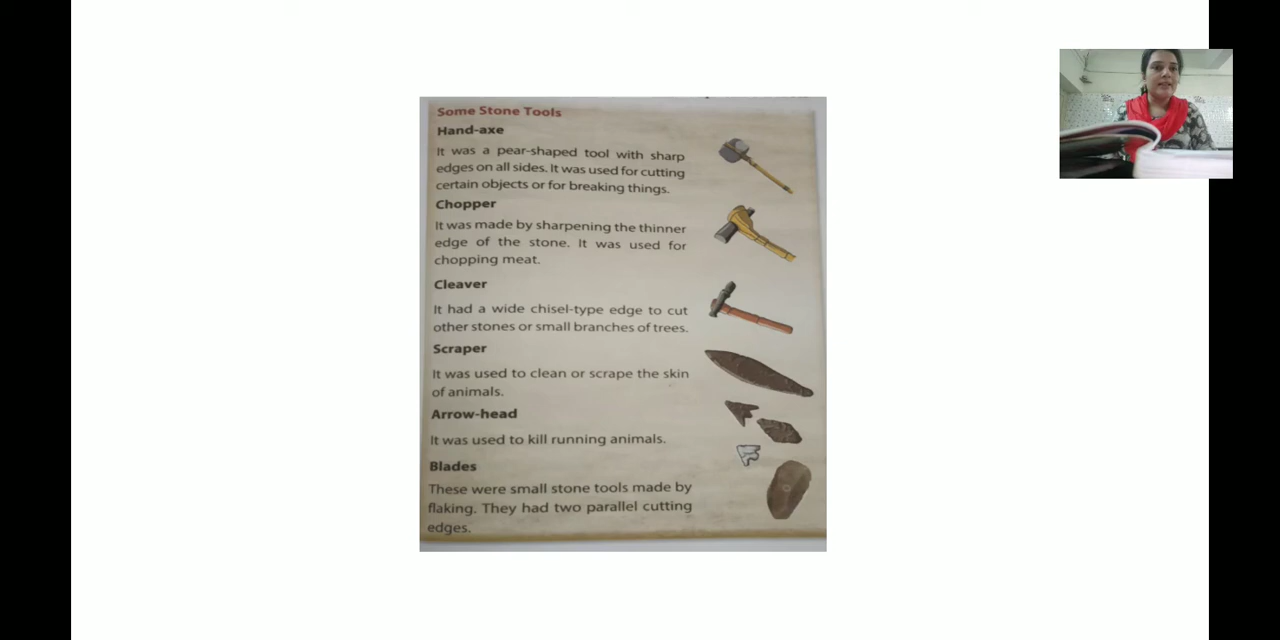 Some Stone Tools
Hand-axe
It was a pear-shaped tool with sharp
edges on all sides. It was used for cutting
certain objects or for breaking things.
Chopper
It was made by sharpening the thinner
edge of the stone. It was used for
chopping meat.
Cleaver
It had a wide chisel-type edge to cut
other stones or small branches of trees.
Scraper
It was used to clean or scrape the skin
of animals.
Arrow-head
It was used to kill running animals.
Blades
These were small stone tools made by
flaking. They had two parallel cutting
edges.